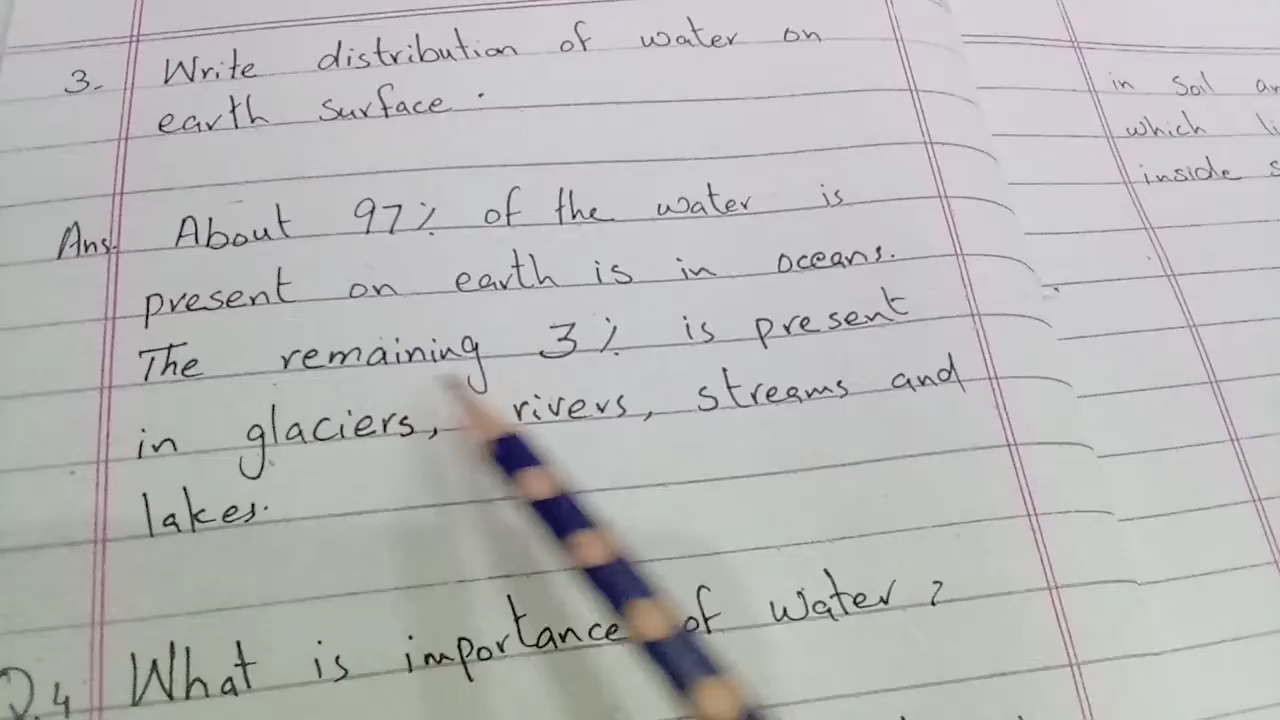 3. Write distribution of water on
earth surface.
Ans. About 97% of the water is
present on earth is in oceans.
The remaining 3% is present
in glaciers, rivers, streams and
lakes.
Q.4 What is importance of water?
in soil
which
inside